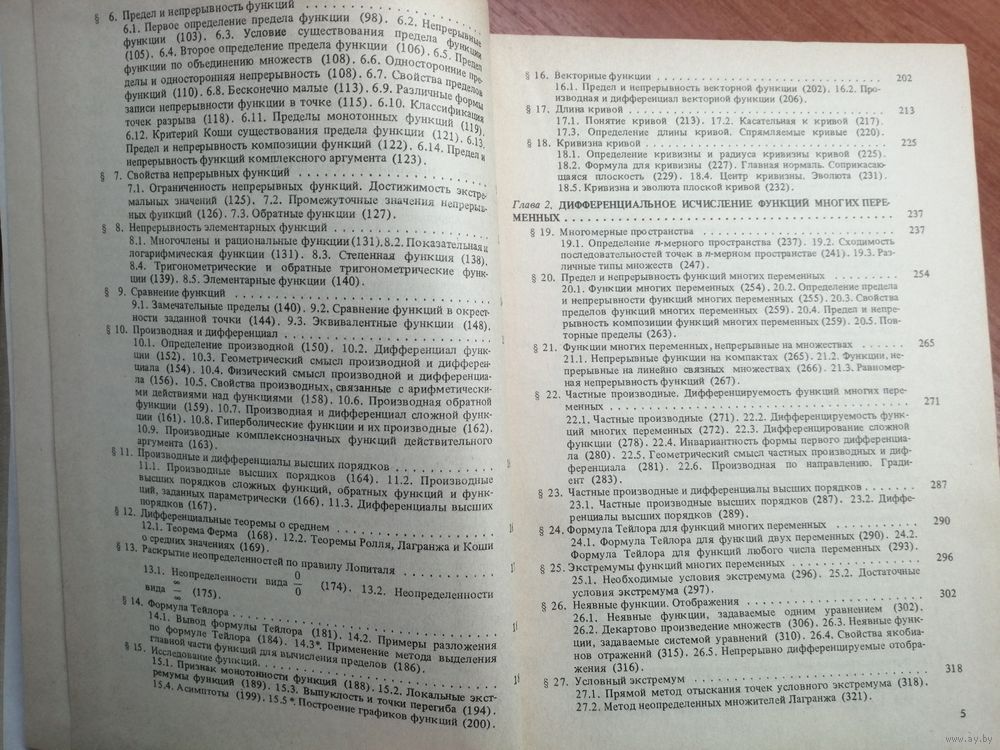 § 6. Предел и непрерывность функций . . . . . . . . . . . . . . . . . .
6.1. Первое определение предела функции (98). 6.2. Непрерывные
функции (103). 6.3. Условие существования предела функции
(105). 6.4. Второе определение предела функции (106). 6.5. Предел
функции по объединению множеств (108). 6.6. Односторонние пре-
делы и односторонняя непрерывность (108). 6.7. Свойства пределов
функций (110). 6.8. Бесконечно малые (113). 6.9. Различные формы
записи непрерывности функции в точке (115). 6.10. Классификация
точек разрыва (118). 6.11. Пределы монотонных функций (119).
6.12. Критерий Коши существования предела функции (121). 6.13.
Предел и непрерывность композиции функций (122). 6.14. Предел и
непрерывность функций комплексного аргумента (123).
§ 7. Свойства непрерывных функций . . . . . . . . . . . . . . . . . .
7.1. Ограниченность непрерывных функций. Достижимость экстре-
мальных значений (125). 7.2. Промежуточные значения непрерыв-
ных функций (126). 7.3. Обратные функции (127).
§ 8. Непрерывность элементарных функций . . . . . . . . . . . . . .
8.1. Многочлены и рациональные функции (131). 8.2. Показательная и
логарифмическая функции (131). 8.3. Степенная функция (138).
8.4. Тригонометрические и обратные тригонометрические функ-
ции (139). 8.5. Элементарные функции (140).
§ 9. Сравнение функций . . . . . . . . . . . . . . . . . . . . . . .
9.1. Замечательные пределы (140). 9.2. Сравнение функций в окрест-
ности заданной точки (144). 9.3. Эквивалентные функции (148).
§ 10. Производная и дифференциал . . . . . . . . . . . . . . . . . .
10.1. Определение производной (150). 10.2. Дифференциал функ-
ции (152). 10.3. Геометрический смысл производной и дифферен-
циала (154). 10.4. Физический смысл производной и дифференциа-
ла (156). 10.5. Свойства производных, связанные с арифметически-
ми действиями над функциями (158). 10.6. Производная обратной
функции (159). 10.7. Производная и дифференциал сложной функ-
ции (161). 10.8. Гиперболические функции и их производные (162).
10.9. Производные комплекснозначных функций действительного
аргумента (163).
§ 11. Производные и дифференциалы высших порядков . . . . . . . . .
11.1. Производные высших порядков (164). 11.2. Производные
высших порядков сложных функций, обратных функций и функ-
ций, заданных параметрически (166). 11.3. Дифференциалы высших
порядков (167).
§ 12. Дифференциальные теоремы о среднем . . . . . . . . . . . . . .
12.1. Теорема Ферма (168). 12.2. Теоремы Ролля, Лагранжа и Коши
о средних значениях (169).
§ 13. Раскрытие неопределенностей по правилу Лопиталя . . . . . . . .
13.1. Неопределенности вида 0/0 (174). 13.2. Неопределенности
вида ∞/∞ (175).
§ 14. Формула Тейлора . . . . . . . . . . . . . . . . . . . . . . . .
14.1. Вывод формулы Тейлора (181). 14.2. Примеры разложения
по формуле Тейлора (184). 14.3*. Применение метода выделения
главной части функций для вычисления пределов (186).
§ 15. Исследование функций. . . . . . . . . . . . . . . . . . . . . .
15.1. Признак монотонности функций (188). 15.2. Локальные экст-
ремумы функций (189). 15.3. Выпуклость и точки перегиба (194).
15.4. Асимптоты (199). 15.5*. Построение графиков функций (200).
§ 16. Векторные функции . . . . . . . . . . . . . . . . . . . . . . 202
16.1. Предел и непрерывность векторной функции (202). 16.2. Про-
изводная и дифференциал векторной функции (206).
§ 17. Длина кривой . . . . . . . . . . . . . . . . . . . . . . . . . 213
17.1. Понятие кривой (213). 17.2. Касательная к кривой (217).
17.3. Определение длины кривой. Спрямляемые кривые (220).
§ 18. Кривизна кривой . . . . . . . . . . . . . . . . . . . . . . . 225
18.1. Определение кривизны и радиуса кривизны кривой (225).
18.2. Формула для кривизны (227). Главная нормаль. Соприкасаю-
щаяся плоскость (229). 18.4. Центр кривизны. Эволюта (231).
18.5. Кривизна и эволюта плоской кривой (232).
Глава 2. ДИФФЕРЕНЦИАЛЬНОЕ ИСЧИСЛЕНИЕ ФУНКЦИЙ МНОГИХ ПЕРЕ-
МЕННЫХ . . . . . . . . . . . . . . . . . . . . . . . . . . . . . 237
§ 19. Многомерные пространства . . . . . . . . . . . . . . . . . . 237
19.1. Определение n-мерного пространства (237). 19.2. Сходимость
последовательностей точек в n-мерном пространстве (241). 19.3. Раз-
личные типы множеств (247).
§ 20. Предел и непрерывность функций многих переменных . . . . . . . 254
20.1. Функции многих переменных (254). 20.2. Определение предела
и непрерывности функций многих переменных (255). 20.3. Свойства
пределов функций многих переменных (259). 20.4. Предел и непре-
рывность композиции функций многих переменных (259). 20.5. Пов-
торные пределы (263).
§ 21. Функции многих переменных, непрерывные на множествах . . . . . 265
21.1. Непрерывные функции на компактах (265). 21.2. Функции, не-
прерывные на линейно связных множествах (266). 21.3. Равномер-
ная непрерывность функций (267).
§ 22. Частные производные. Дифференцируемость функций многих пере-
менных . . . . . . . . . . . . . . . . . . . . . . . . . . . . . 271
22.1. Частные производные (271). 22.2. Дифференцируемость функ-
ций многих переменных (272). 22.3. Дифференцирование сложной
функции (278). 22.4. Инвариантность формы первого дифференциа-
ла (280). 22.5. Геометрический смысл частных производных и диф-
ференциала (281). 22.6. Производная по направлению. Гради-
ент (283).
§ 23. Частные производные и дифференциалы высших порядков . . . . . 287
23.1. Частные производные высших порядков (287). 23.2. Диффе-
ренциалы высших порядков (289).
§ 24. Формула Тейлора для функций многих переменных . . . . . . . . 290
24.1. Формула Тейлора для функций двух переменных (290). 24.2.
Формула Тейлора для функций любого числа переменных (293).
§ 25. Экстремумы функций многих переменных . . . . . . . . . . . . 296
25.1. Необходимые условия экстремума (296). 25.2. Достаточные
условия экстремума (297).
§ 26. Неявные функции. Отображения . . . . . . . . . . . . . . . . 302
26.1. Неявные функции, задаваемые одним уравнением (302).
26.2. Декартово произведение множеств (306). 26.3. Неявные функ-
ции, задаваемые системой уравнений (310). 26.4. Свойства якобиа-
нов отражений (315). 26.5. Непрерывно дифференцируемые отобра-
жения (316).
§ 27. Условный экстремум . . . . . . . . . . . . . . . . . . . . . 318
27.1. Прямой метод отыскания точек условного экстремума (318).
27.2. Метод неопределенных множителей Лагранжа (321).
5
www.ay.by